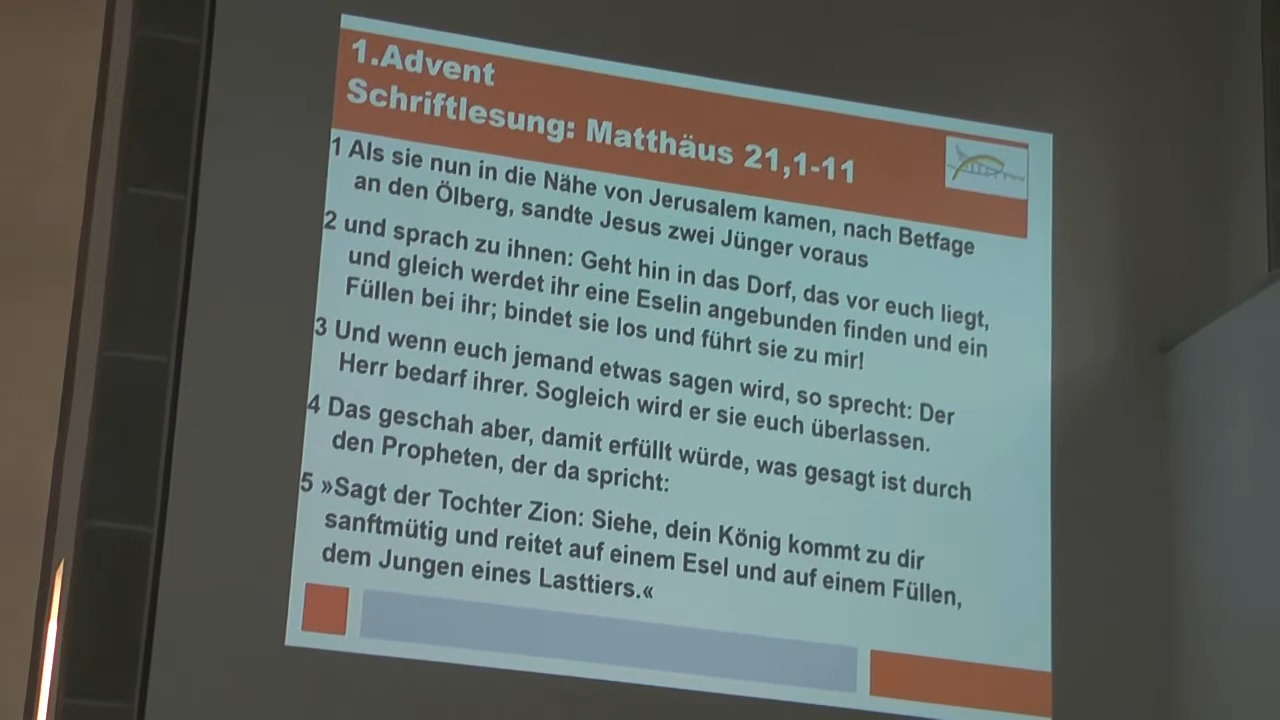 1.Advent
Schriftlesung: Matthäus 21,1-11
1 Als sie nun in die Nähe von Jerusalem kamen, nach Betfage
an den Ölberg, sandte Jesus zwei Jünger voraus
2 und sprach zu ihnen: Geht hin in das Dorf, das vor euch liegt,
und gleich werdet ihr eine Eselin angebunden finden und ein
Füllen bei ihr; bindet sie los und führt sie zu mir!
3 Und wenn euch jemand etwas sagen wird, so sprecht: Der
Herr bedarf ihrer. Sogleich wird er sie euch überlassen.
4 Das geschah aber, damit erfüllt würde, was gesagt ist durch
den Propheten, der da spricht:
5 »Sagt der Tochter Zion: Siehe, dein König kommt zu dir
sanftmütig und reitet auf einem Esel und auf einem Füllen,
dem Jungen eines Lasttiers.«